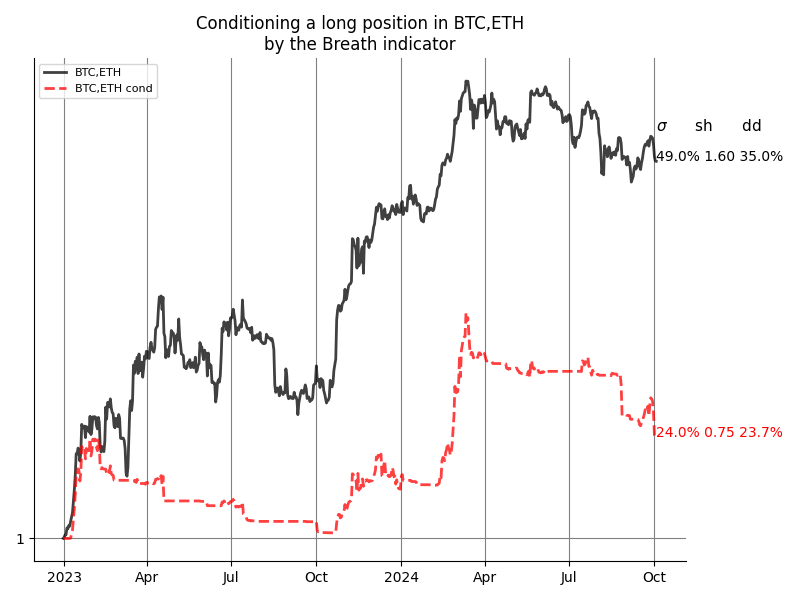 Conditioning a long position in BTC,ETH
by the Breath indicator
BTC,ETH
BTC,ETH cond
σ sh dd
49.0% 1.60 35.0%
24.0% 0.75 23.7%
1
2023 Apr Jul Oct 2024 Apr Jul Oct